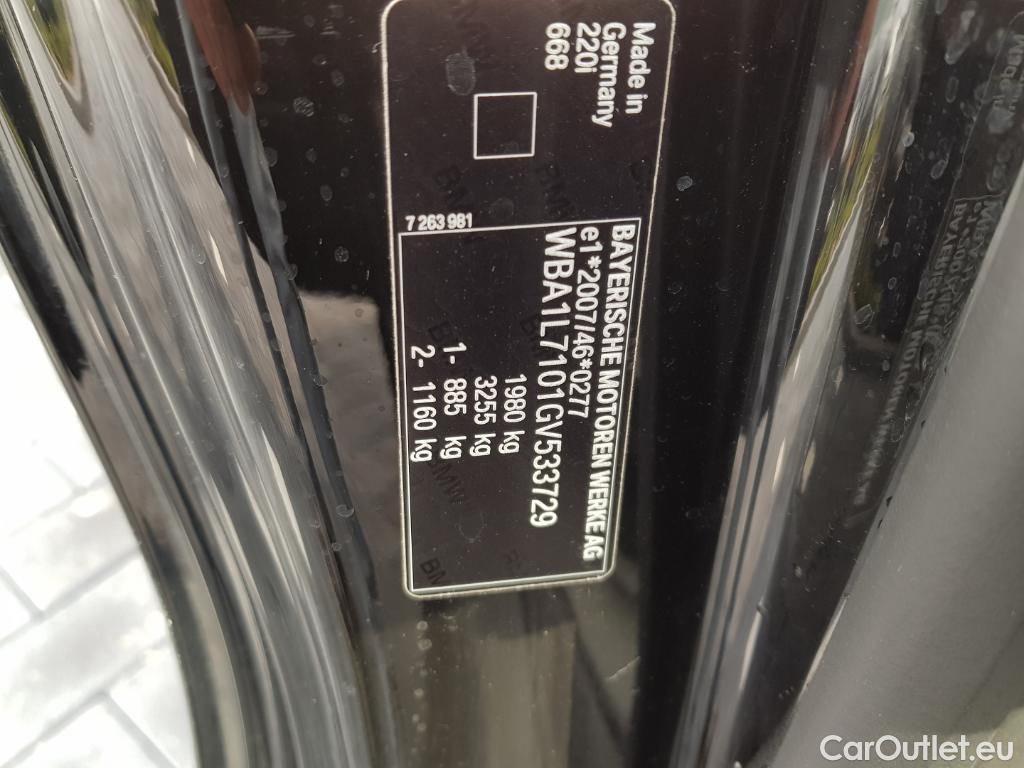 Made in
Germany
220i
668
7 263 981
BAYERISCHE MOTOREN WERKE AG
e1*2007/46*0277
WBA1L7101GV533729
1980 kg
3255 kg
1- 885 kg
2- 1160 kg
BMW
CarOutlet.eu